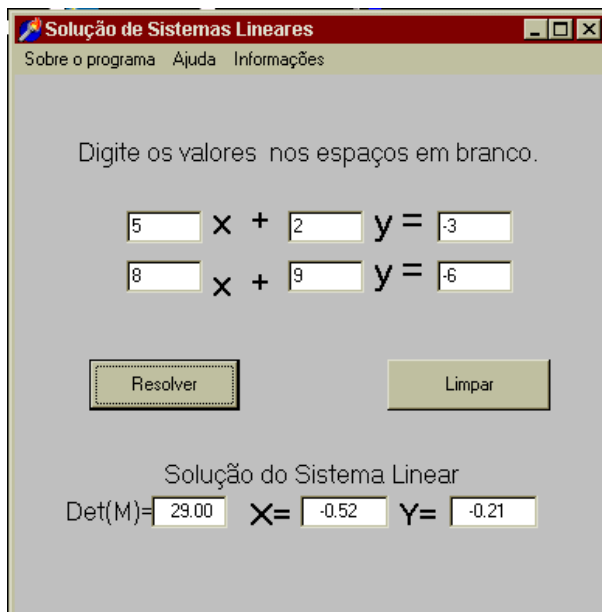 Solução de Sistemas Lineares
Sobre o programa Ajuda Informações
Digite os valores nos espaços em branco.
5 x + 2 y = -3
8 x + 9 y = -6
Resolver Limpar
Solução do Sistema Linear
Det(M)= 29.00 X= -0.52 Y= -0.21